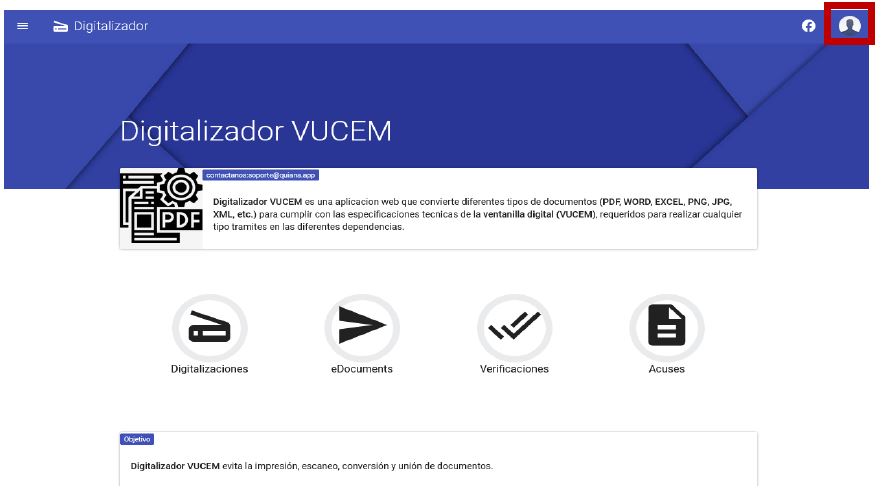 Digitalizador
Digitalizador VUCEM
contactanos:soporte@quiana.app
PDF
Digitalizador VUCEM es una aplicacion web que convierte diferentes tipos de documentos (PDF, WORD, EXCEL, PNG, JPG,
XML, etc.) para cumplir con las especificaciones tecnicas de la ventanilla digital (VUCEM), requeridos para realizar cualquier
tipo tramites en las diferentes dependencias.
Digitalizaciones
eDocuments
Verificaciones
Acuses
Objetivo
Digitalizador VUCEM evita la impresión, escaneo, conversión y unión de documentos.